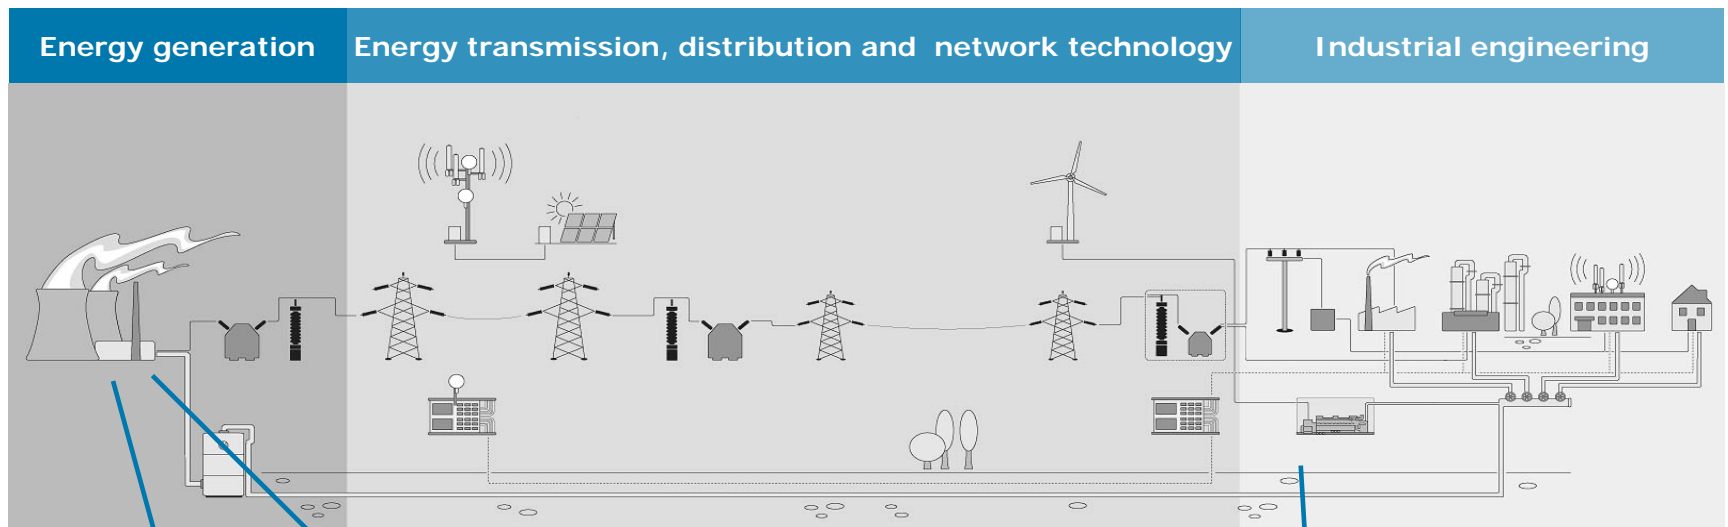 Energy generation
Energy transmission, distribution and network technology
Industrial engineering